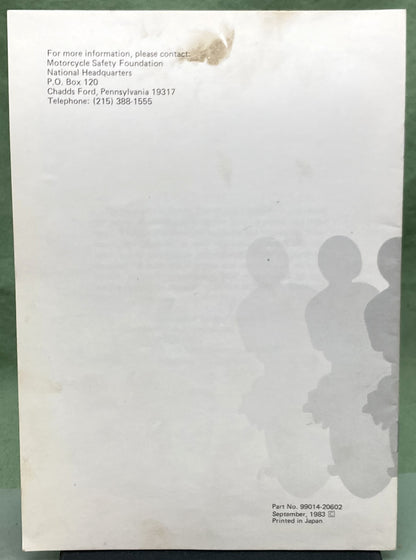 For more information, please contact:
Motorcycle Safety Foundation
National Headquarters
P.O. Box 120
Chadds Ford, Pennsylvania 19317
Telephone: (215) 388-1555
Part No. 99014-20602
September, 1983 Ⓒ
Printed in Japan